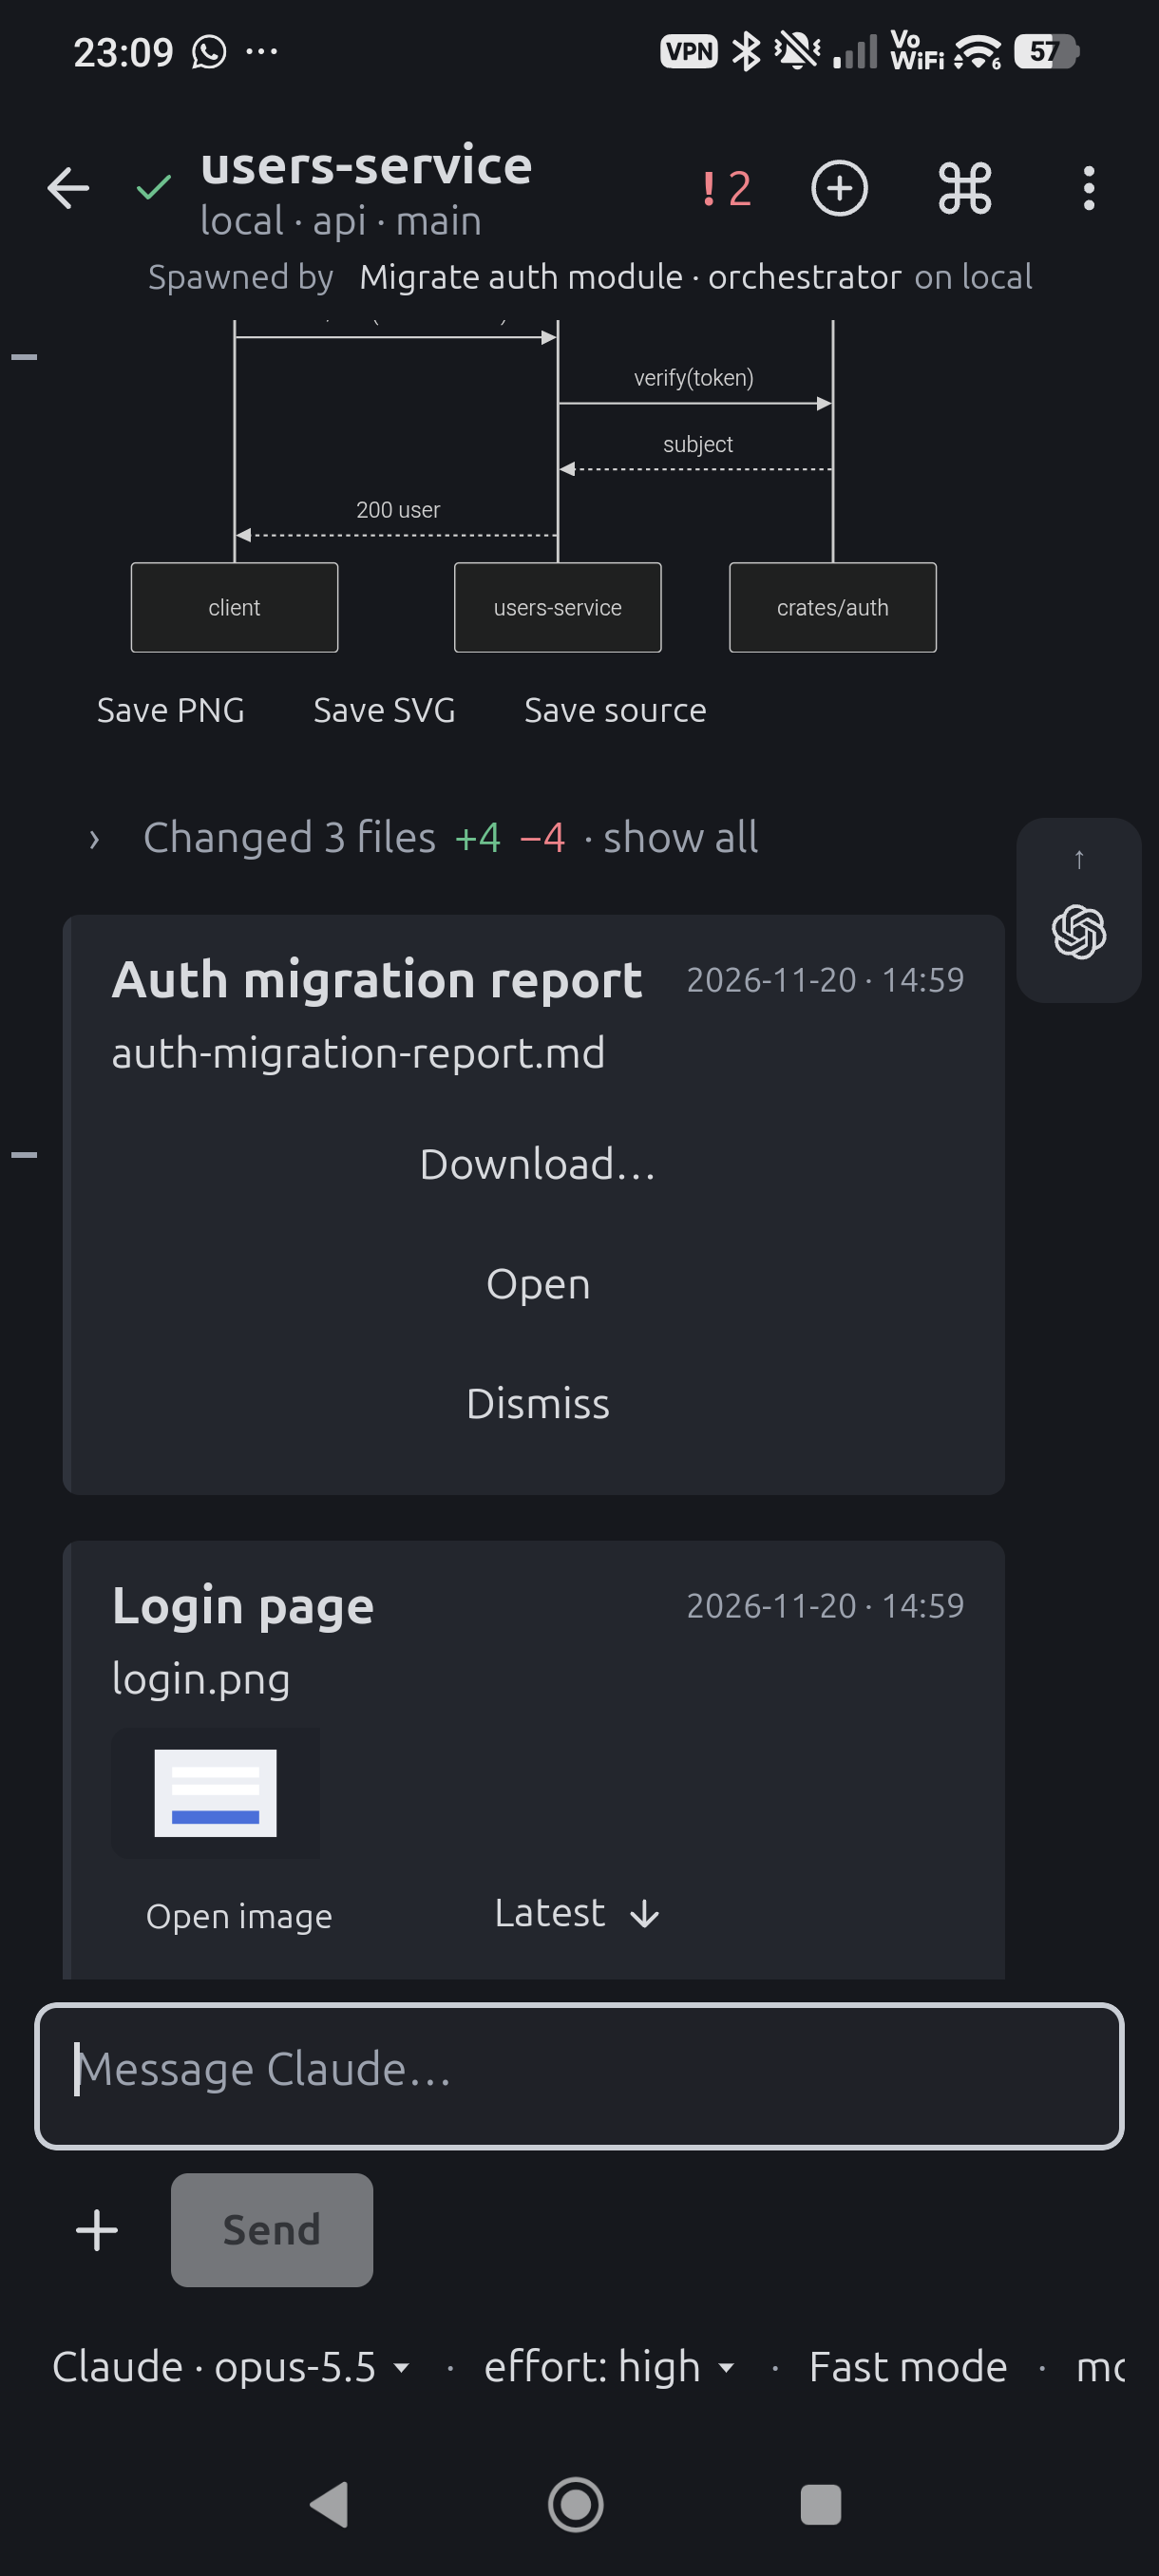 23:09 ... VPN Vo WiFi 6 57
users-service
local · api · main
! 2
Spawned by Migrate auth module · orchestrator on local
verify(token)
subject
200 user
client users-service crates/auth
Save PNG Save SVG Save source
› Changed 3 files +4 −4 · show all
↑
Auth migration report 2026-11-20 · 14:59
auth-migration-report.md
Download…
Open
Dismiss
Login page 2026-11-20 · 14:59
login.png
Open image Latest ↓
Message Claude…
+ Send
Claude · opus-5.5 · effort: high · Fast mode ·